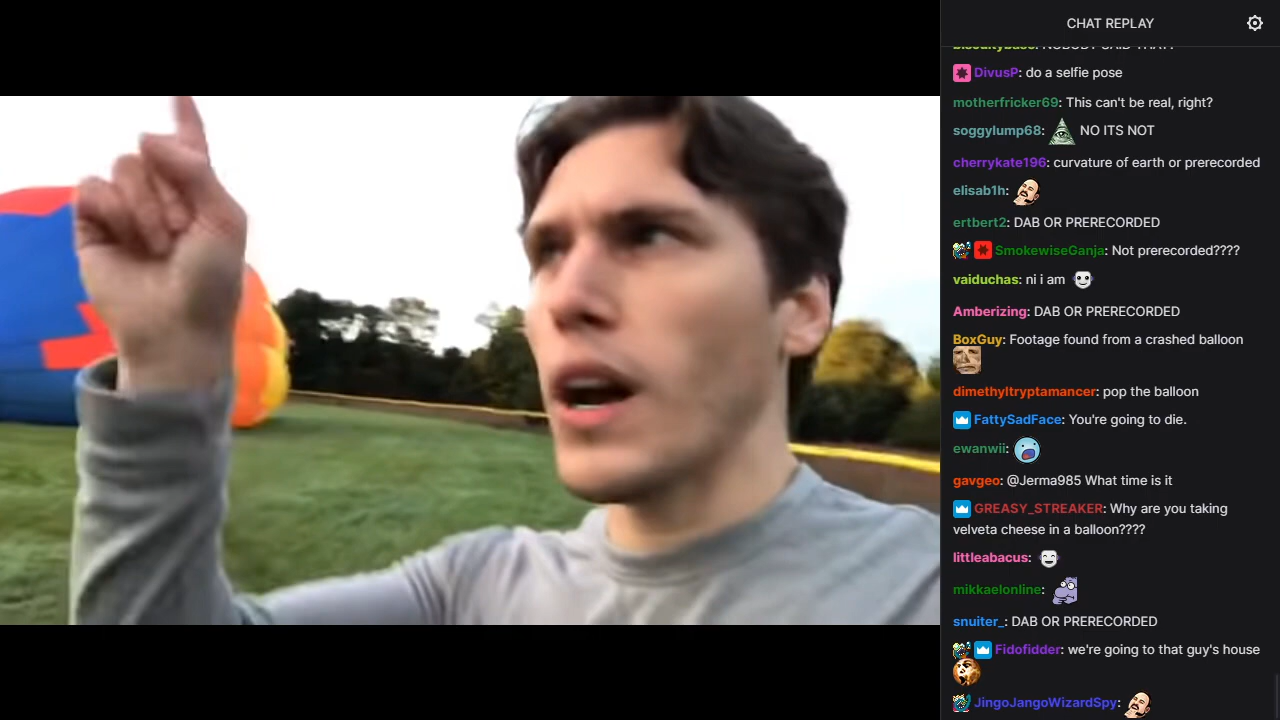 CHAT REPLAY
DivusP: do a selfie pose
motherfricker69: This can't be real, right?
soggylump68: NO ITS NOT
cherrykate196: curvature of earth or prerecorded
elisab1h:
ertbert2: DAB OR PRERECORDED
SmokewiseGanja: Not prerecorded????
vaiduchas: ni i am
Amberizing: DAB OR PRERECORDED
BoxGuy: Footage found from a crashed balloon
dimethyltryptamancer: pop the balloon
FattySadFace: You're going to die.
ewanwii:
gavgeo: @Jerma985 What time is it
GREASY_STREAKER: Why are you taking
velveta cheese in a balloon????
littleabacus:
mikkaelonline:
snuiter_: DAB OR PRERECORDED
Fidofidder: we're going to that guy's house
JingoJangoWizardSpy: